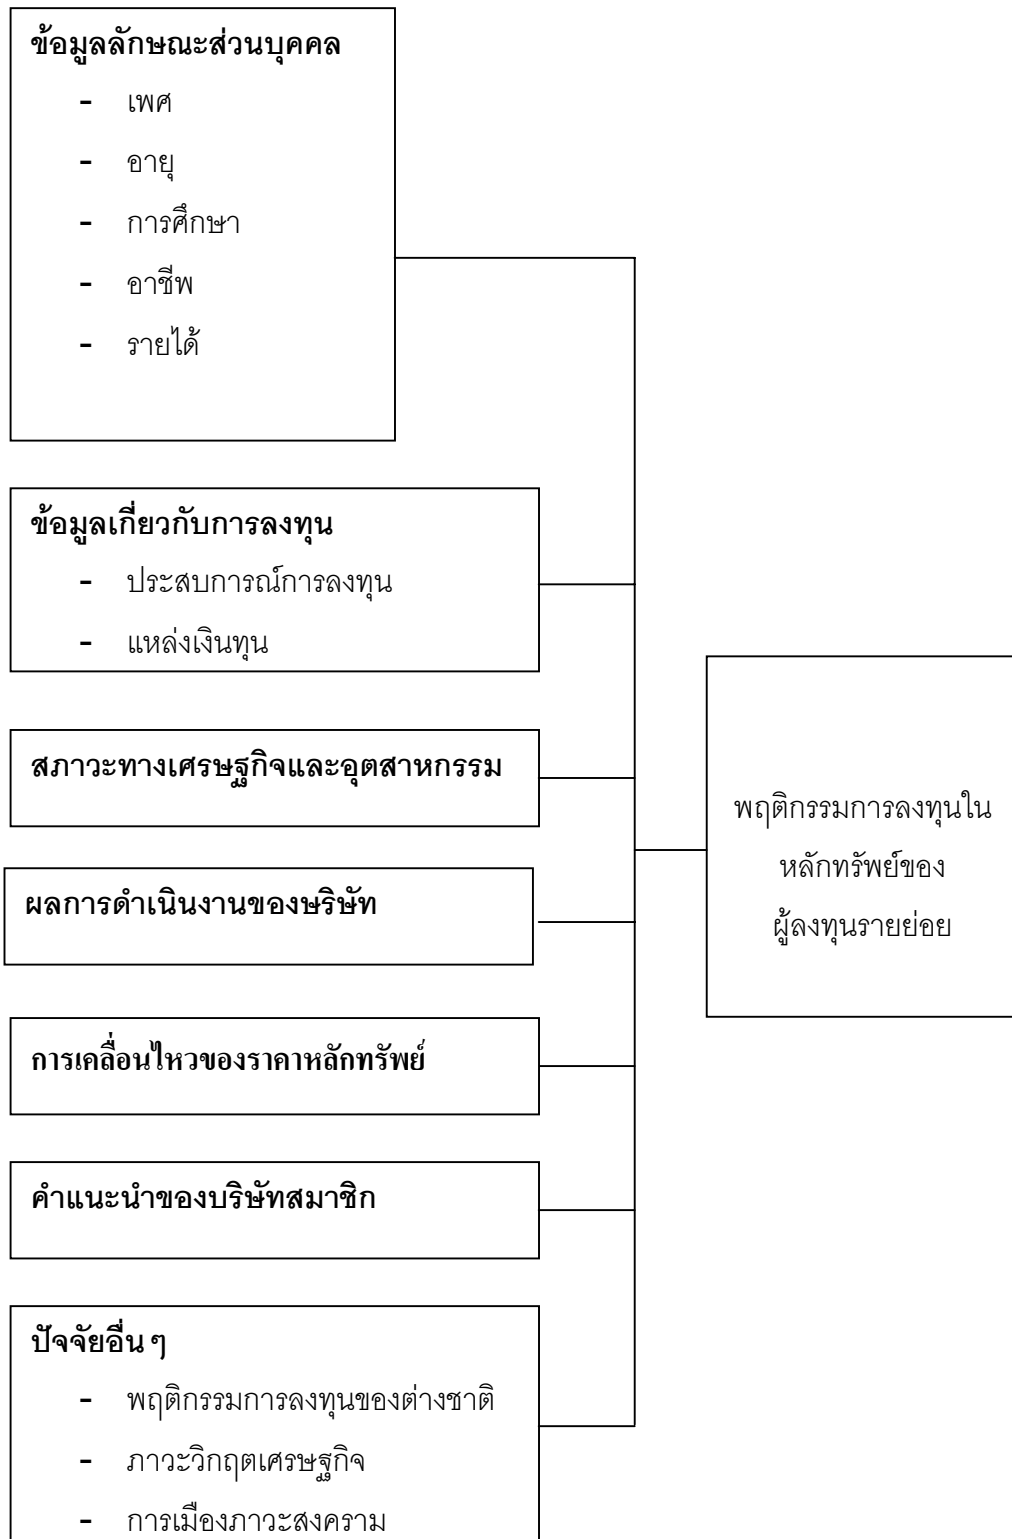 ข้อมูลลักษณะส่วนบุคคล
- เพศ
- อายุ
- การศึกษา
- อาชีพ
- รายได้
ข้อมูลเกี่ยวกับการลงทุน
- ประสบการณ์การลงทุน
- แหล่งเงินทุน
สภาวะทางเศรษฐกิจและอุตสาหกรรม
ผลการดำเนินงานของษริษัท
การเคลื่อนไหวของราคาหลักทรัพย์
คำแนะนำของบริษัทสมาชิก
ปัจจัยอื่น ๆ
- พฤติกรรมการลงทุนของต่างชาติ
- ภาวะวิกฤตเศรษฐกิจ
- การเมืองภาวะสงคราม
พฤติกรรมการลงทุนใน
หลักทรัพย์ของ
ผู้ลงทุนรายย่อย